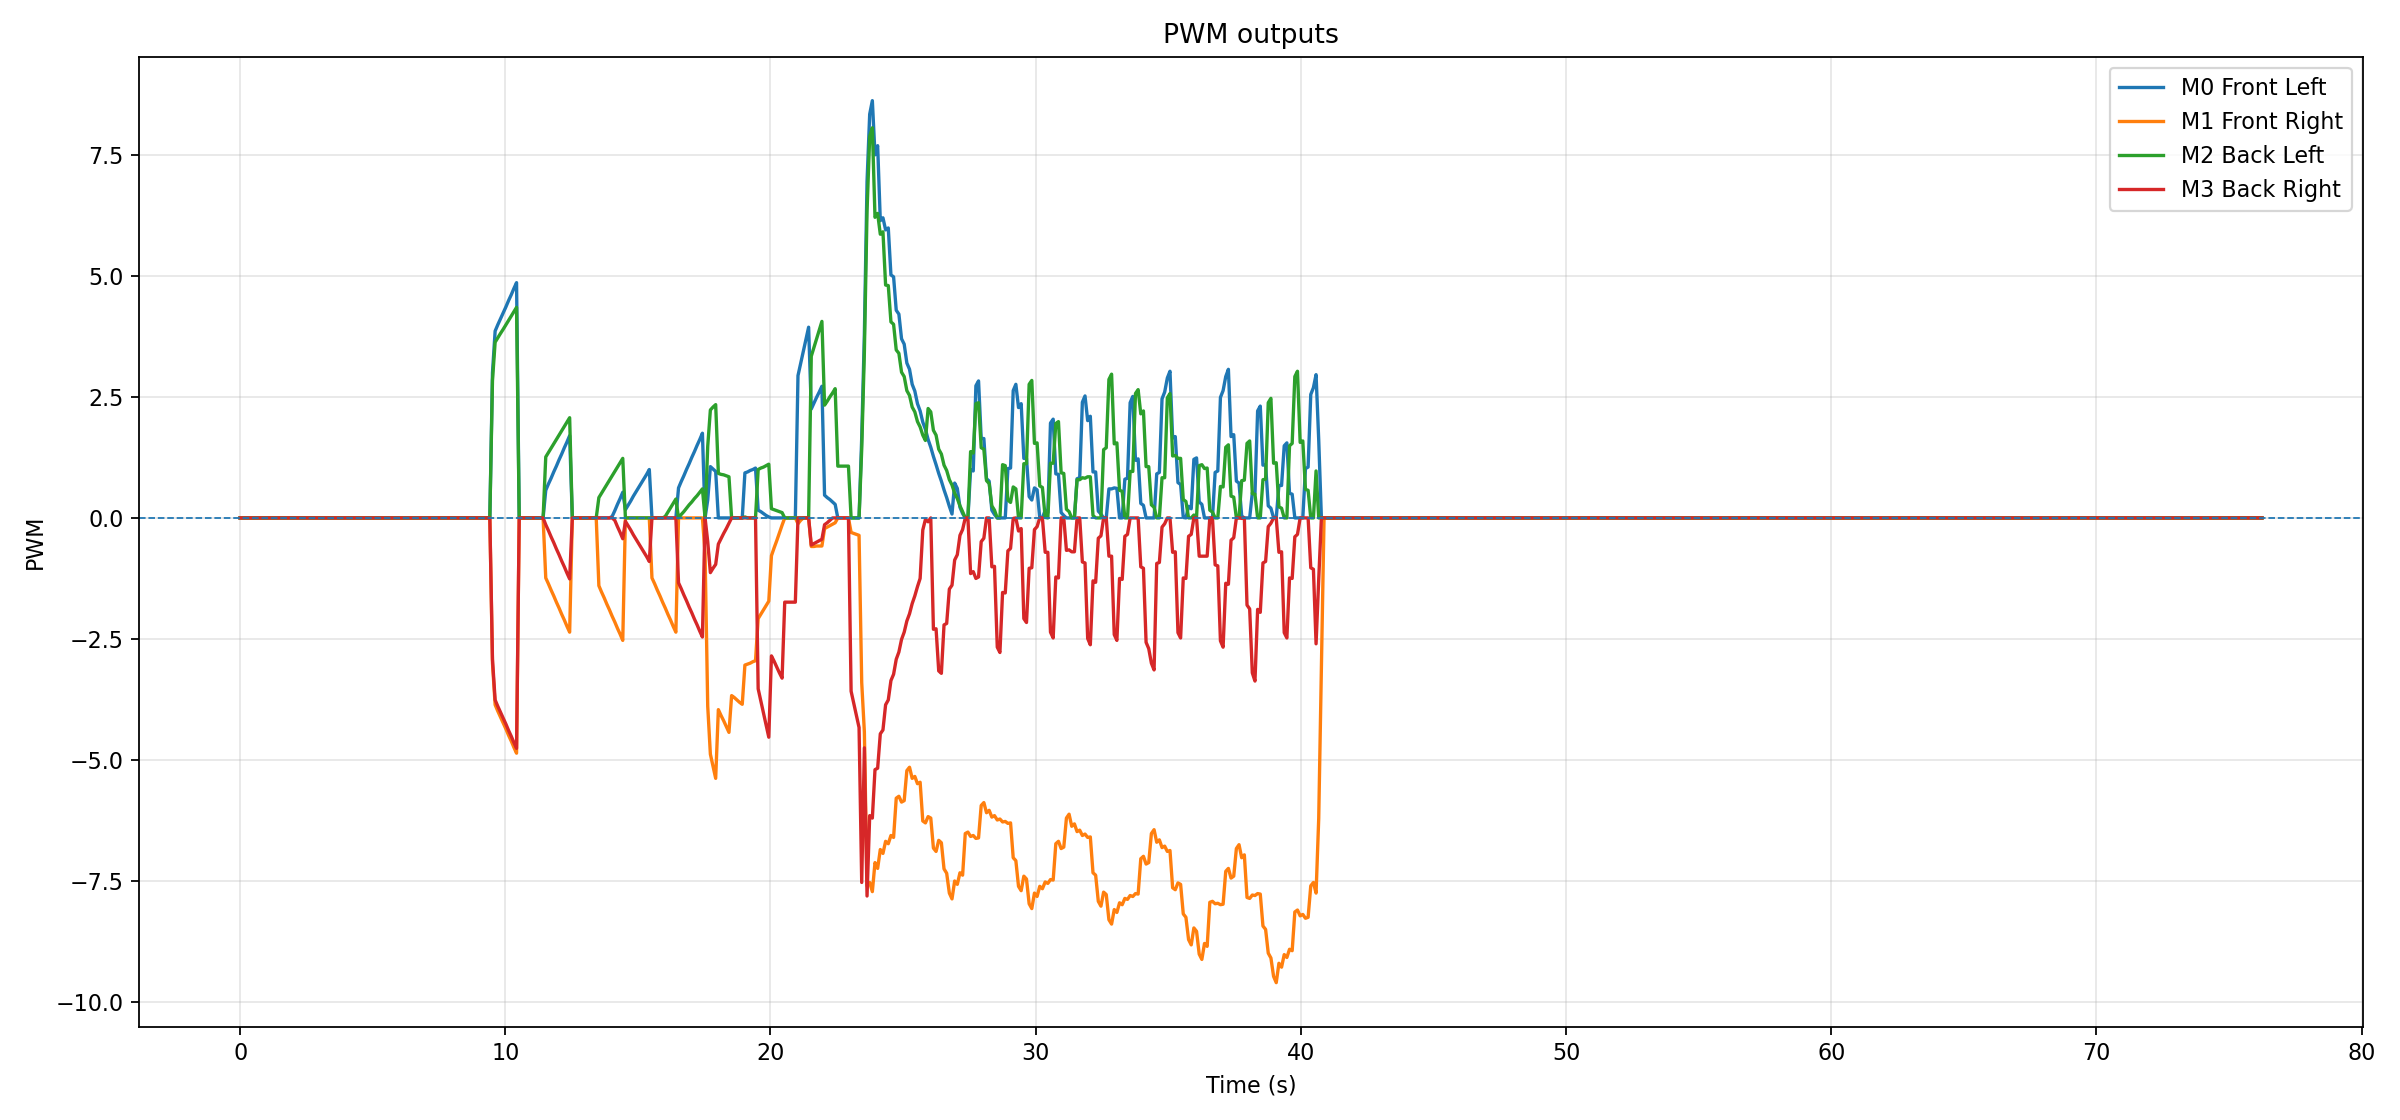 PWM outputs
M0 Front Left
M1 Front Right
M2 Back Left
M3 Back Right
7.5
5.0
2.5
0.0
−2.5
−5.0
−7.5
−10.0
PWM
0 10 20 30 40 50 60 70 80
Time (s)